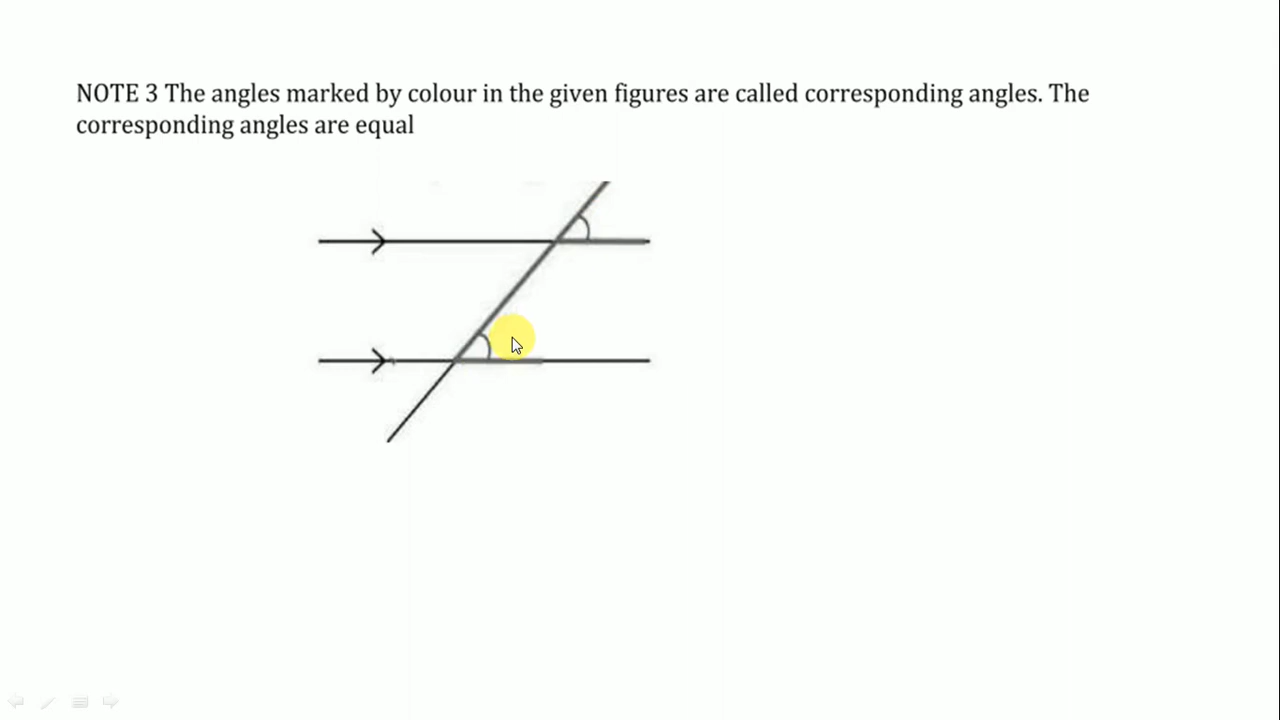 NOTE 3 The angles marked by colour in the given figures are called corresponding angles. The
corresponding angles are equal